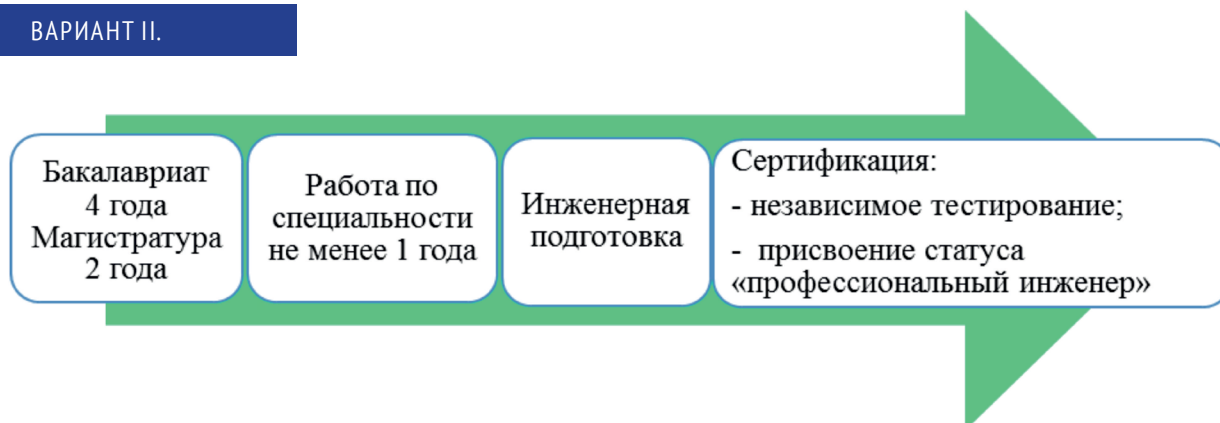 ВАРИАНТ II.
Бакалавриат
4 года
Магистратура
2 года
Работа по
специальности
не менее 1 года
Инженерная
подготовка
Сертификация:
- независимое тестирование;
- присвоение статуса
«профессиональный инженер»